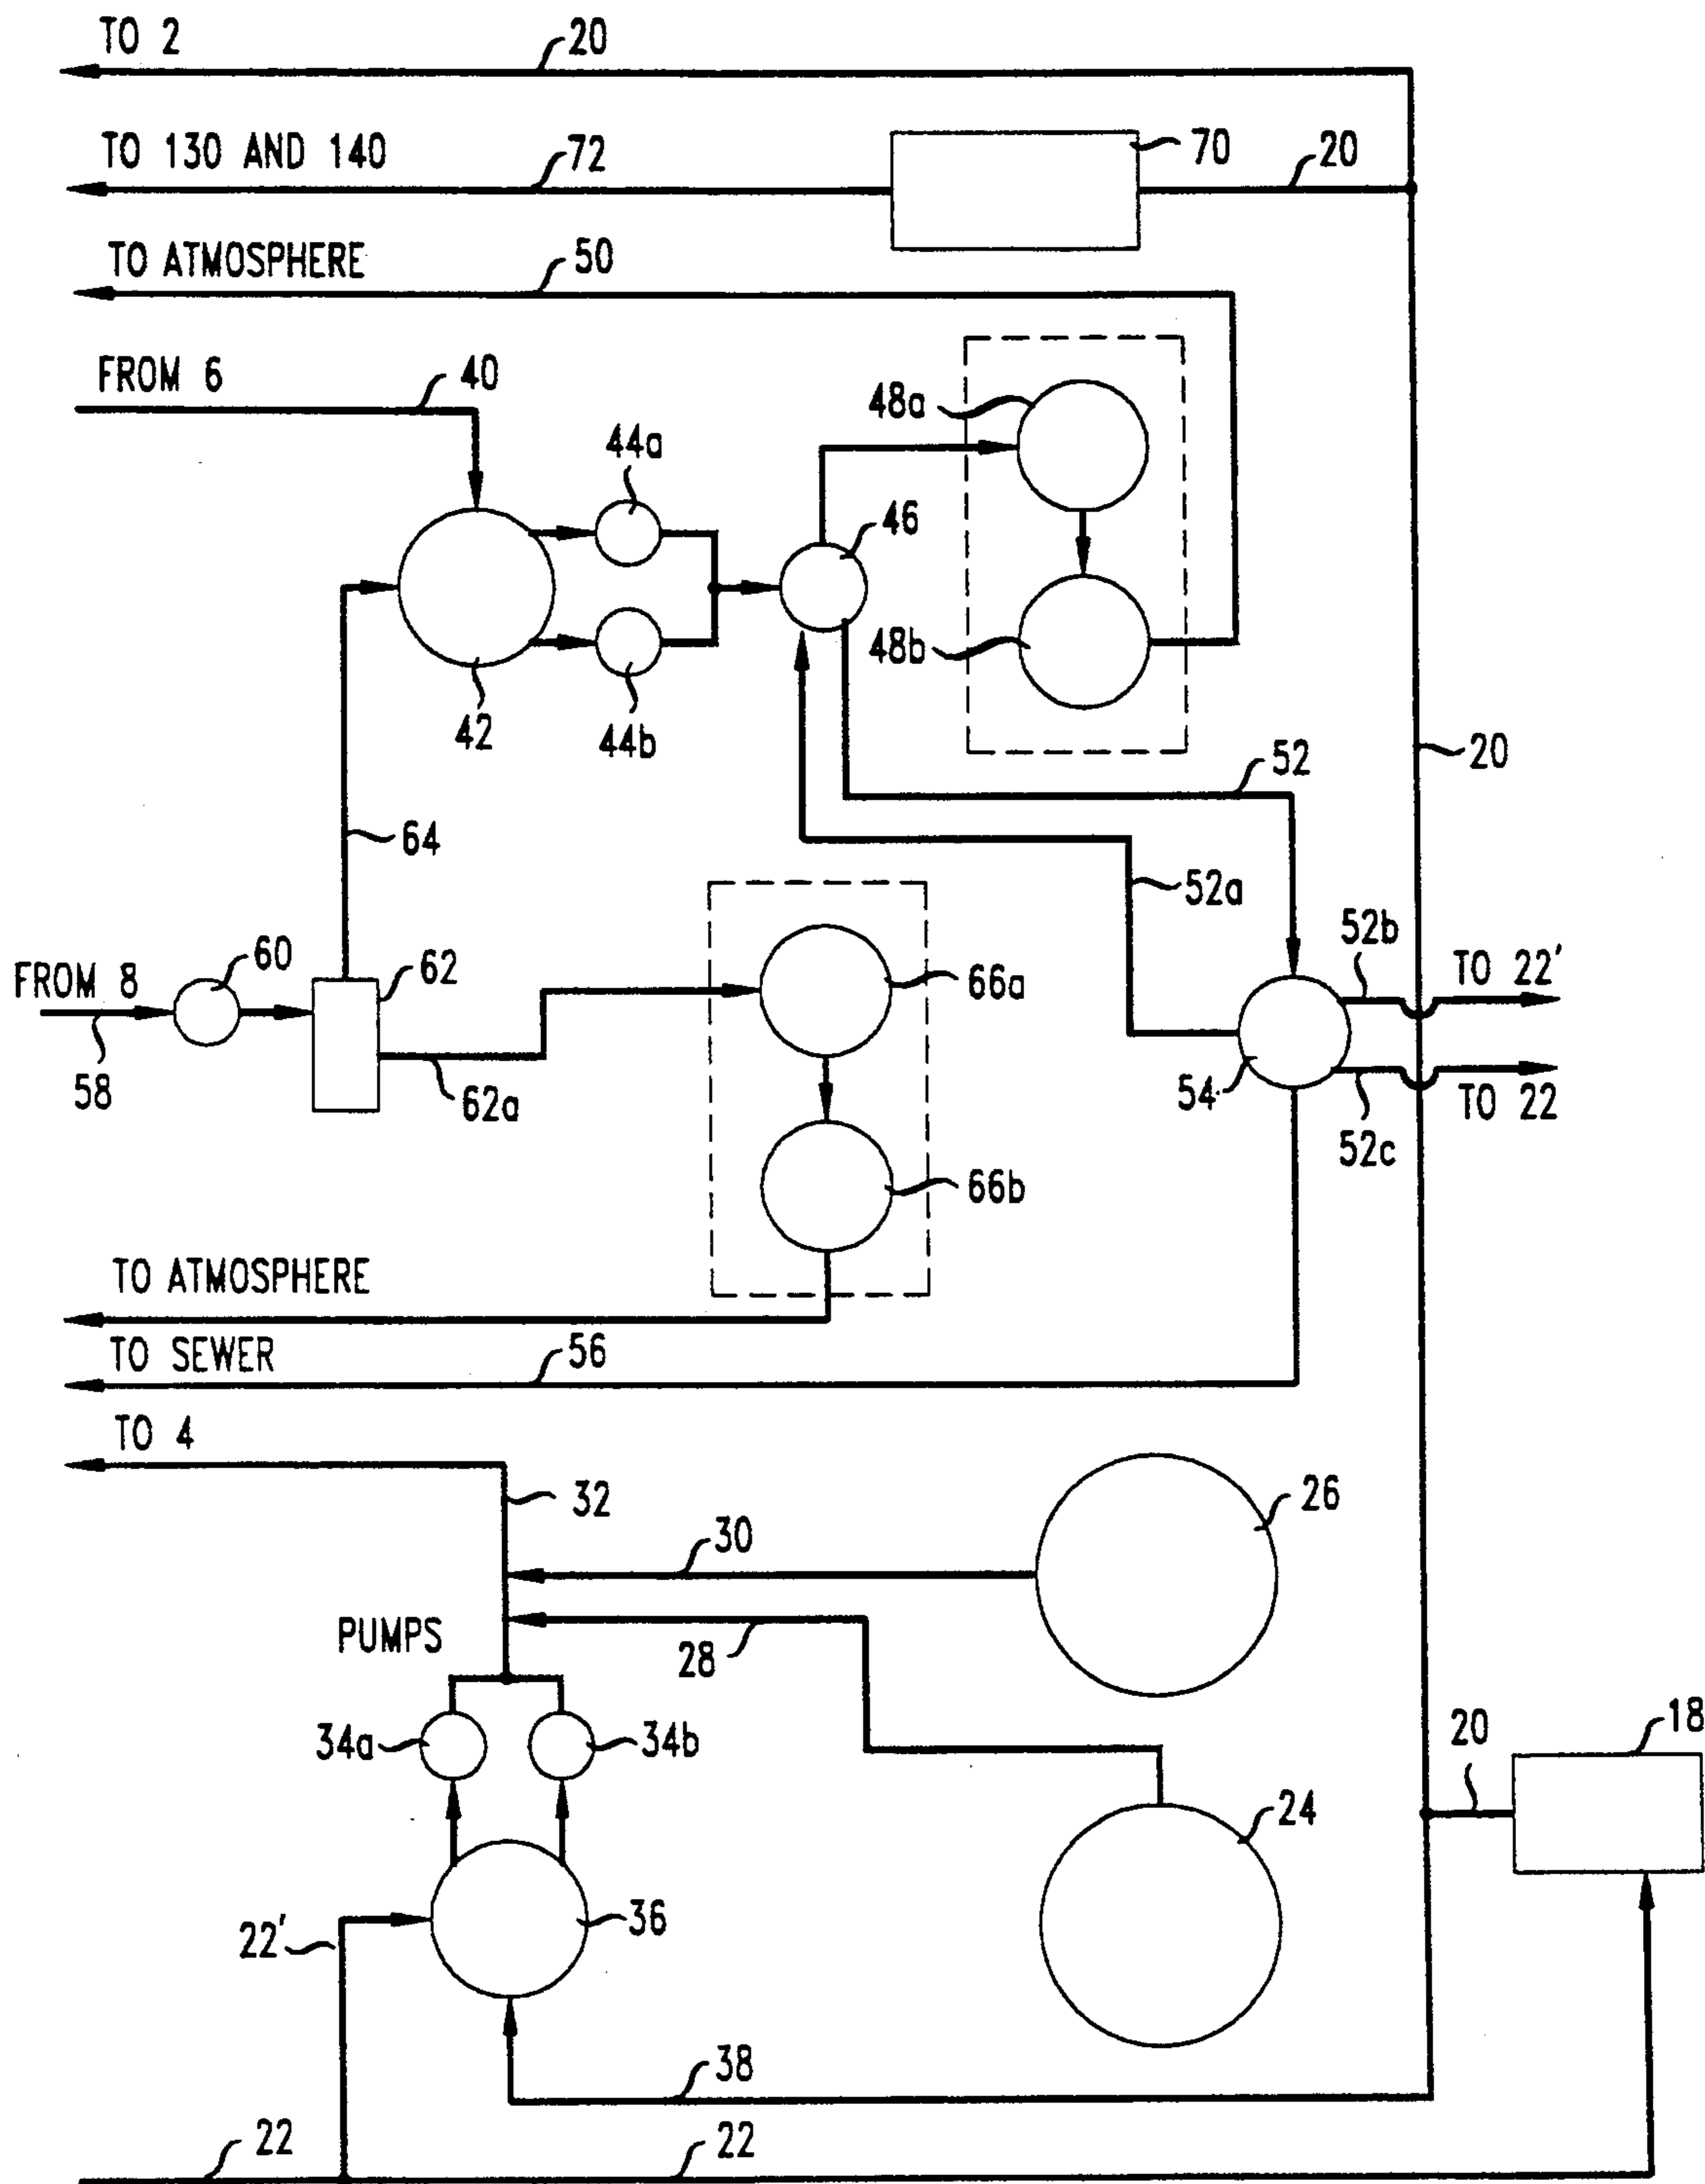 TO 2
20
TO 130 AND 140
72
70
20
TO ATMOSPHERE
50
FROM 6
40
48a
44a
46
48b
42
44b
52
20
64
52a
52b
FROM 8
60
62
66a
TO 22'
58
62a
54
TO 22
52c
66b
TO ATMOSPHERE
TO SEWER
56
TO 4
32
26
30
PUMPS
28
34a
34b
20
18
24
22'
36
38
22
22